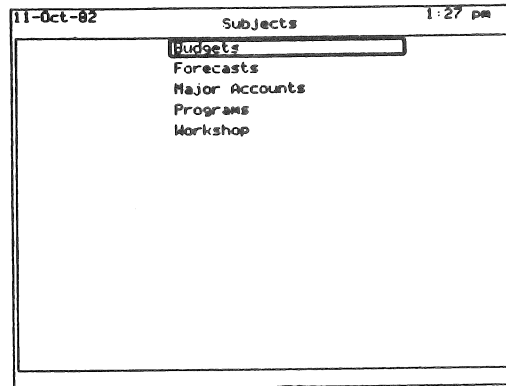 11-Oct-82 Subjects 1:27 pm
Budgets
Forecasts
Major Accounts
Programs
Workshop